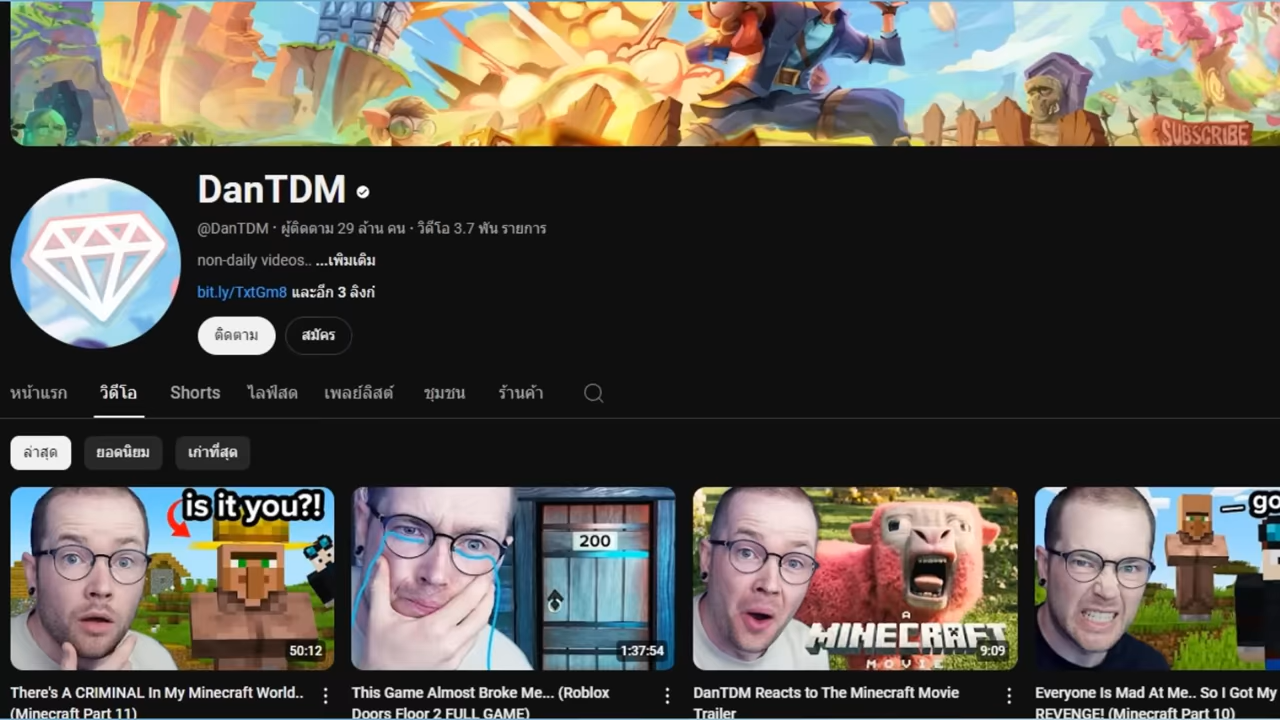 SUBSCRIBE
DanTDM
@DanTDM · ผู้ติดตาม 29 ล้าน คน · วิดีโอ 3.7 พัน รายการ
non-daily videos.. ...เพิ่มเติม
bit.ly/TxtGm8 และอีก 3 ลิงก์
ติดตาม สมัคร
หน้าแรก วิดีโอ Shorts ไลฟ์สด เพลย์ลิสต์ ชุมชน ร้านค้า
ล่าสุด ยอดนิยม เก่าที่สุด
is it you?!
50:12
200
1:37:54
A
MINECRAFT
MOVIE
9:09
go
There's A CRIMINAL In My Minecraft World..
(Minecraft Part 11)
This Game Almost Broke Me... (Roblox
Doors Floor 2 FULL GAME)
DanTDM Reacts to The Minecraft Movie
Trailer
Everyone Is Mad At Me.. So I Got My
REVENGE! (Minecraft Part 10)